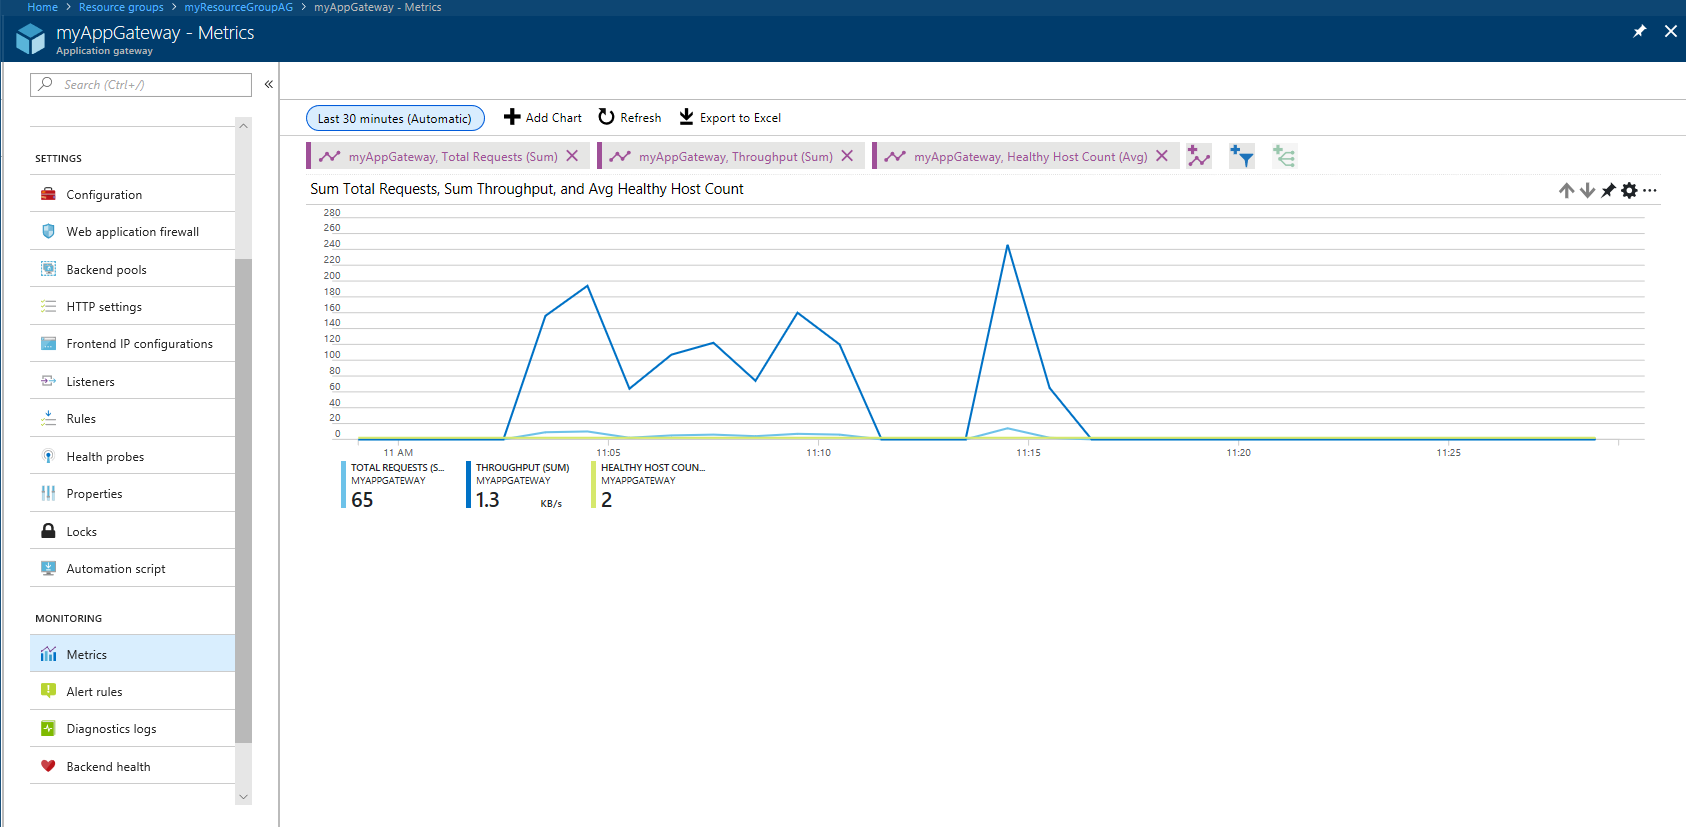 Home > Resource groups > myResourceGroupAG > myAppGateway - Metrics
myAppGateway - Metrics
Application gateway
Search (Ctrl+/)
«
SETTINGS
Configuration
Web application firewall
Backend pools
HTTP settings
Frontend IP configurations
Listeners
Rules
Health probes
Properties
Locks
Automation script
MONITORING
Metrics
Alert rules
Diagnostics logs
Backend health
Last 30 minutes (Automatic)
Add Chart
Refresh
Export to Excel
myAppGateway, Total Requests (Sum)
myAppGateway, Throughput (Sum)
myAppGateway, Healthy Host Count (Avg)
Sum Total Requests, Sum Throughput, and Avg Healthy Host Count
280
260
240
220
200
180
160
140
120
100
80
60
40
20
0
11 AM
11:05
11:10
11:15
11:20
11:25
TOTAL REQUESTS (S...
MYAPPGATEWAY
65
THROUGHPUT (SUM)
MYAPPGATEWAY
1.3 KB/s
HEALTHY HOST COUN...
MYAPPGATEWAY
2